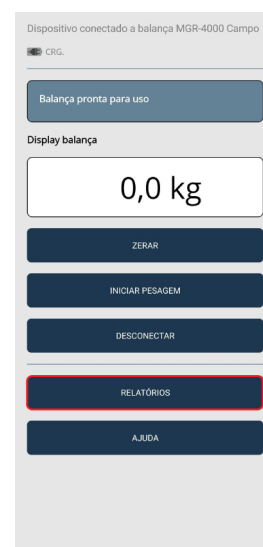 Dispositivo conectado a balança MGR-4000 Campo
CRG.
Balança pronta para uso
Display balança
0,0 kg
ZERAR
INICIAR PESAGEM
DESCONECTAR
RELATÓRIOS
AJUDA